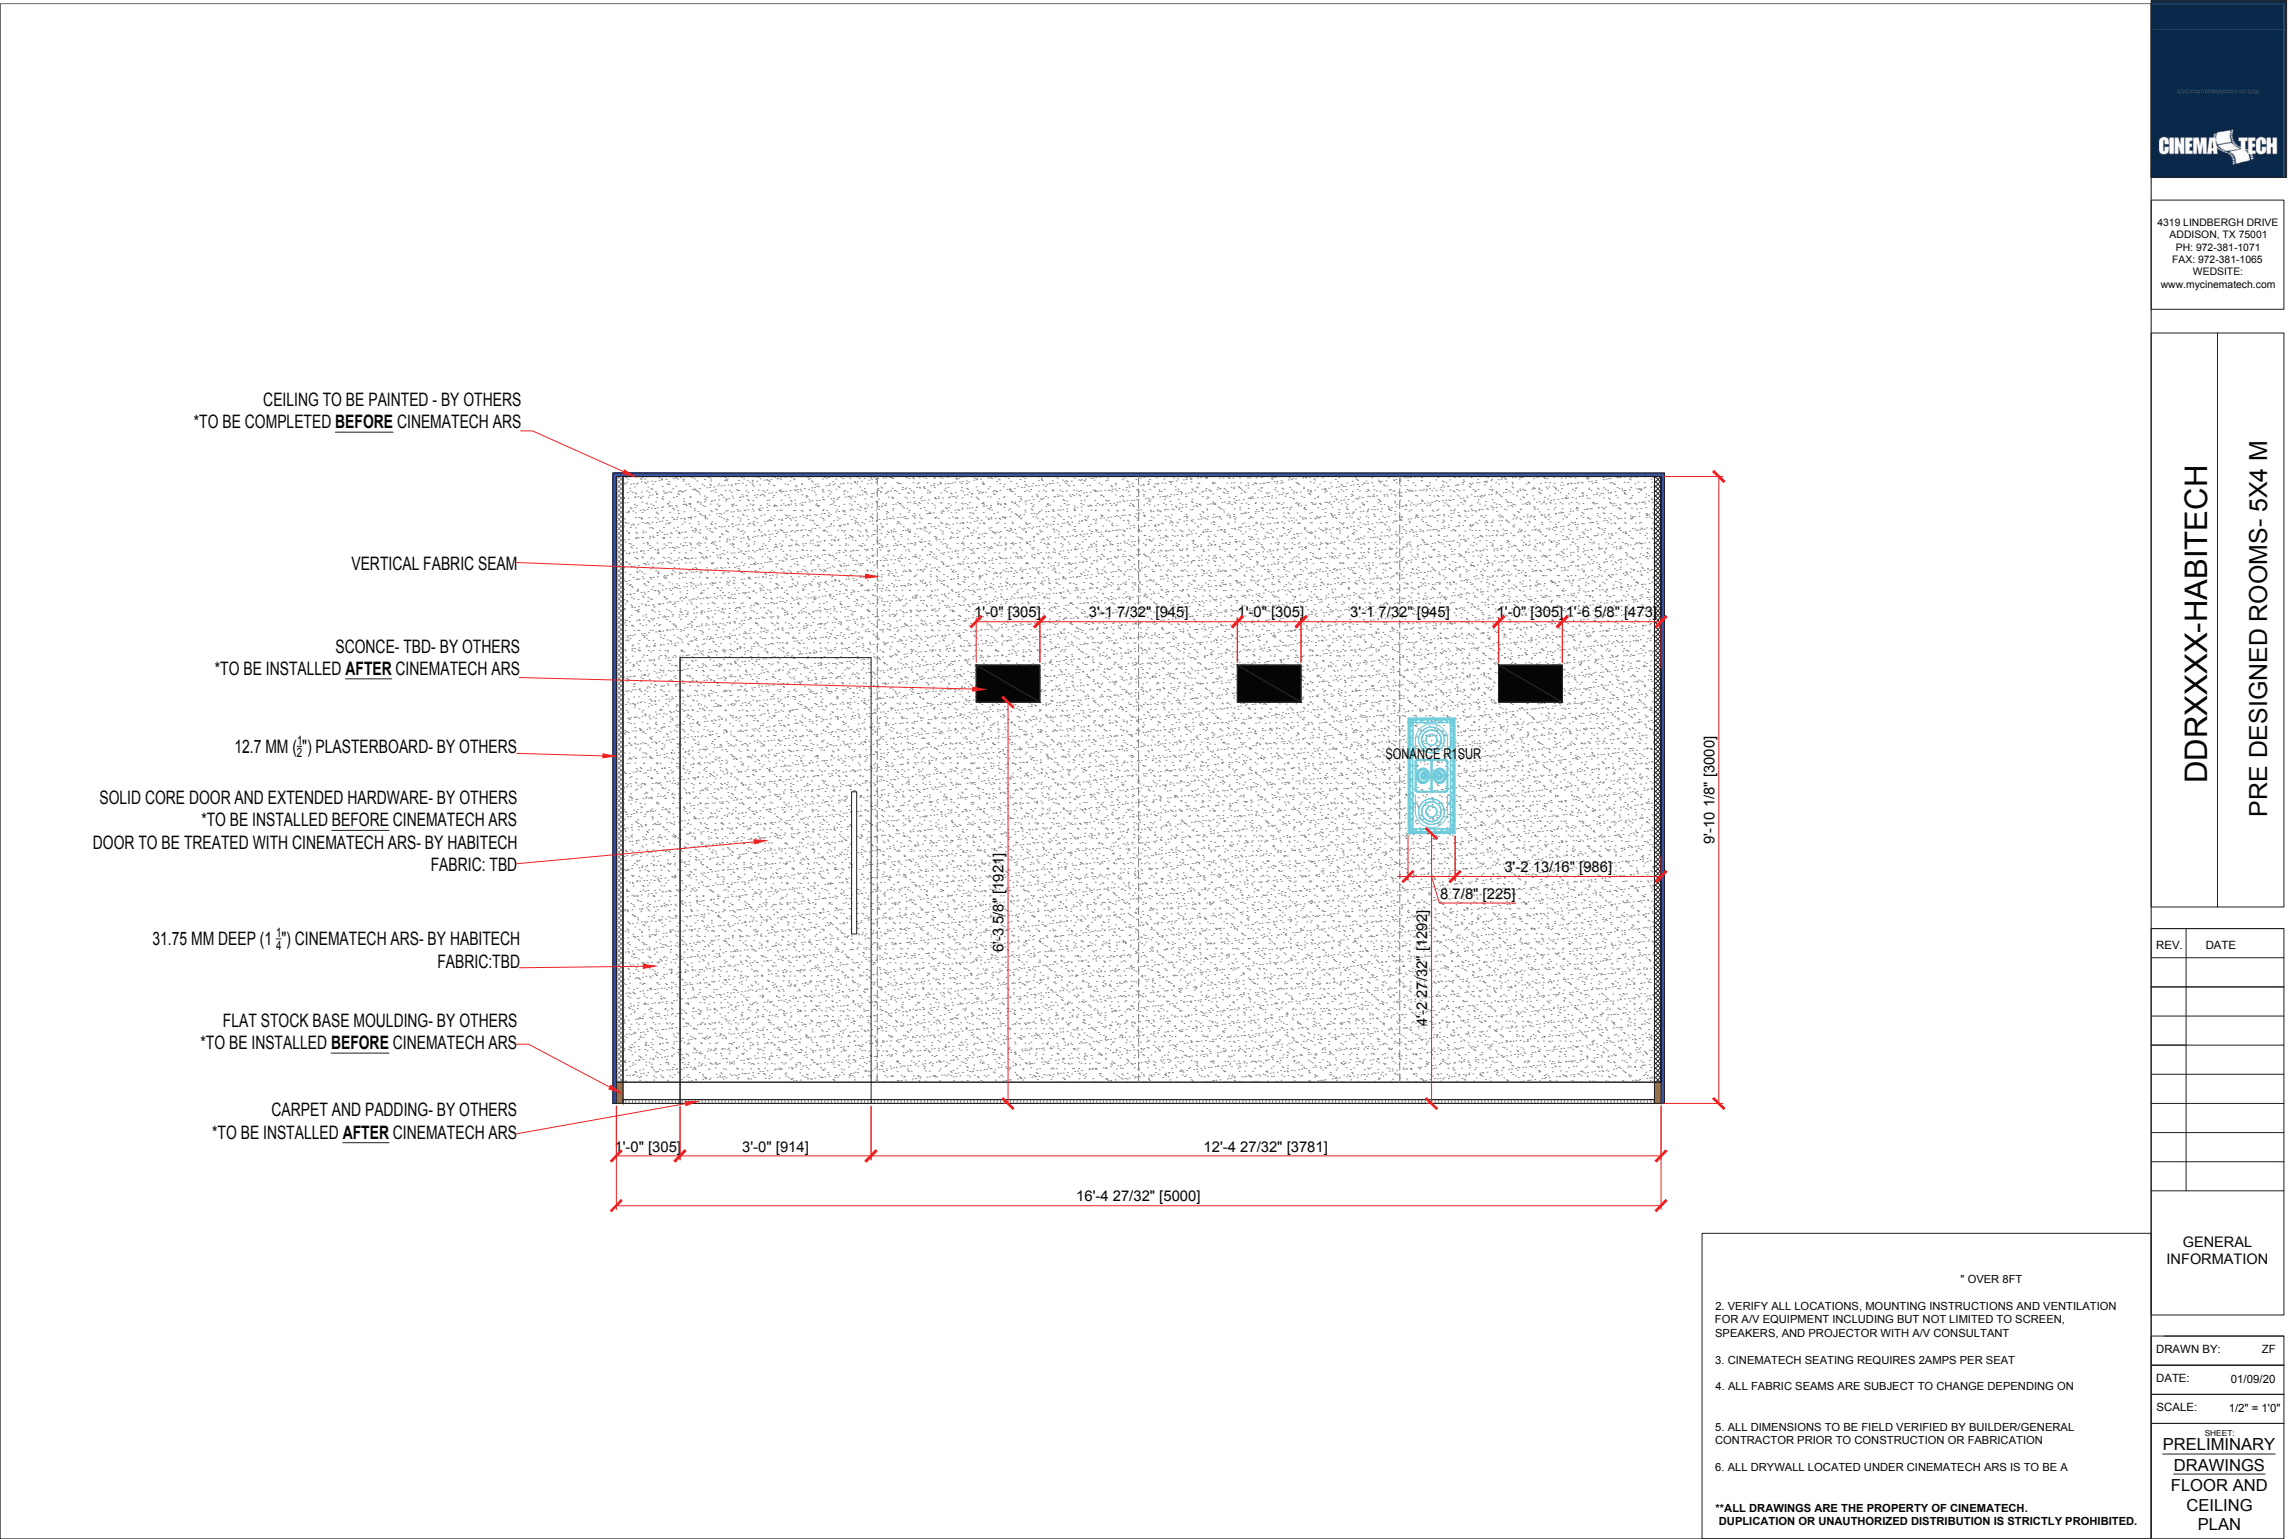 CINEMA TECH
4319 LINDBERGH DRIVE
ADDISON, TX 75001
PH: 972-381-1071
FAX: 972-381-1065
WEDSITE:
www.mycinematech.com
DDRXXXX-HABITECH
PRE DESIGNED ROOMS- 5X4 M
REV. DATE
GENERAL
INFORMATION
DRAWN BY: ZF
DATE: 01/09/20
SCALE: 1/2" = 1'0"
SHEET:
PRELIMINARY
DRAWINGS
FLOOR AND
CEILING
PLAN
CEILING TO BE PAINTED - BY OTHERS
*TO BE COMPLETED BEFORE CINEMATECH ARS
VERTICAL FABRIC SEAM
SCONCE- TBD- BY OTHERS
*TO BE INSTALLED AFTER CINEMATECH ARS
12.7 MM (1/2") PLASTERBOARD- BY OTHERS
SOLID CORE DOOR AND EXTENDED HARDWARE- BY OTHERS
*TO BE INSTALLED BEFORE CINEMATECH ARS
DOOR TO BE TREATED WITH CINEMATECH ARS- BY HABITECH
FABRIC: TBD
31.75 MM DEEP (1 1/4") CINEMATECH ARS- BY HABITECH
FABRIC:TBD
FLAT STOCK BASE MOULDING- BY OTHERS
*TO BE INSTALLED BEFORE CINEMATECH ARS
CARPET AND PADDING- BY OTHERS
*TO BE INSTALLED AFTER CINEMATECH ARS
1'-0" [305] 3'-1 7/32" [945] 1'-0" [305] 3'-1 7/32" [945] 1'-0" [305] 1'-6 5/8" [473]
SONANCE R1SUR
9'-10 1/8" [3000]
6'-3 5/8" [1921]
3'-2 13/16" [986]
8 7/8" [225]
4'-2 27/32" [1292]
1'-0" [305] 3'-0" [914] 12'-4 27/32" [3781]
16'-4 27/32" [5000]
" OVER 8FT
2. VERIFY ALL LOCATIONS, MOUNTING INSTRUCTIONS AND VENTILATION
FOR A/V EQUIPMENT INCLUDING BUT NOT LIMITED TO SCREEN,
SPEAKERS, AND PROJECTOR WITH A/V CONSULTANT
3. CINEMATECH SEATING REQUIRES 2AMPS PER SEAT
4. ALL FABRIC SEAMS ARE SUBJECT TO CHANGE DEPENDING ON
5. ALL DIMENSIONS TO BE FIELD VERIFIED BY BUILDER/GENERAL
CONTRACTOR PRIOR TO CONSTRUCTION OR FABRICATION
6. ALL DRYWALL LOCATED UNDER CINEMATECH ARS IS TO BE A
**ALL DRAWINGS ARE THE PROPERTY OF CINEMATECH.
DUPLICATION OR UNAUTHORIZED DISTRIBUTION IS STRICTLY PROHIBITED.